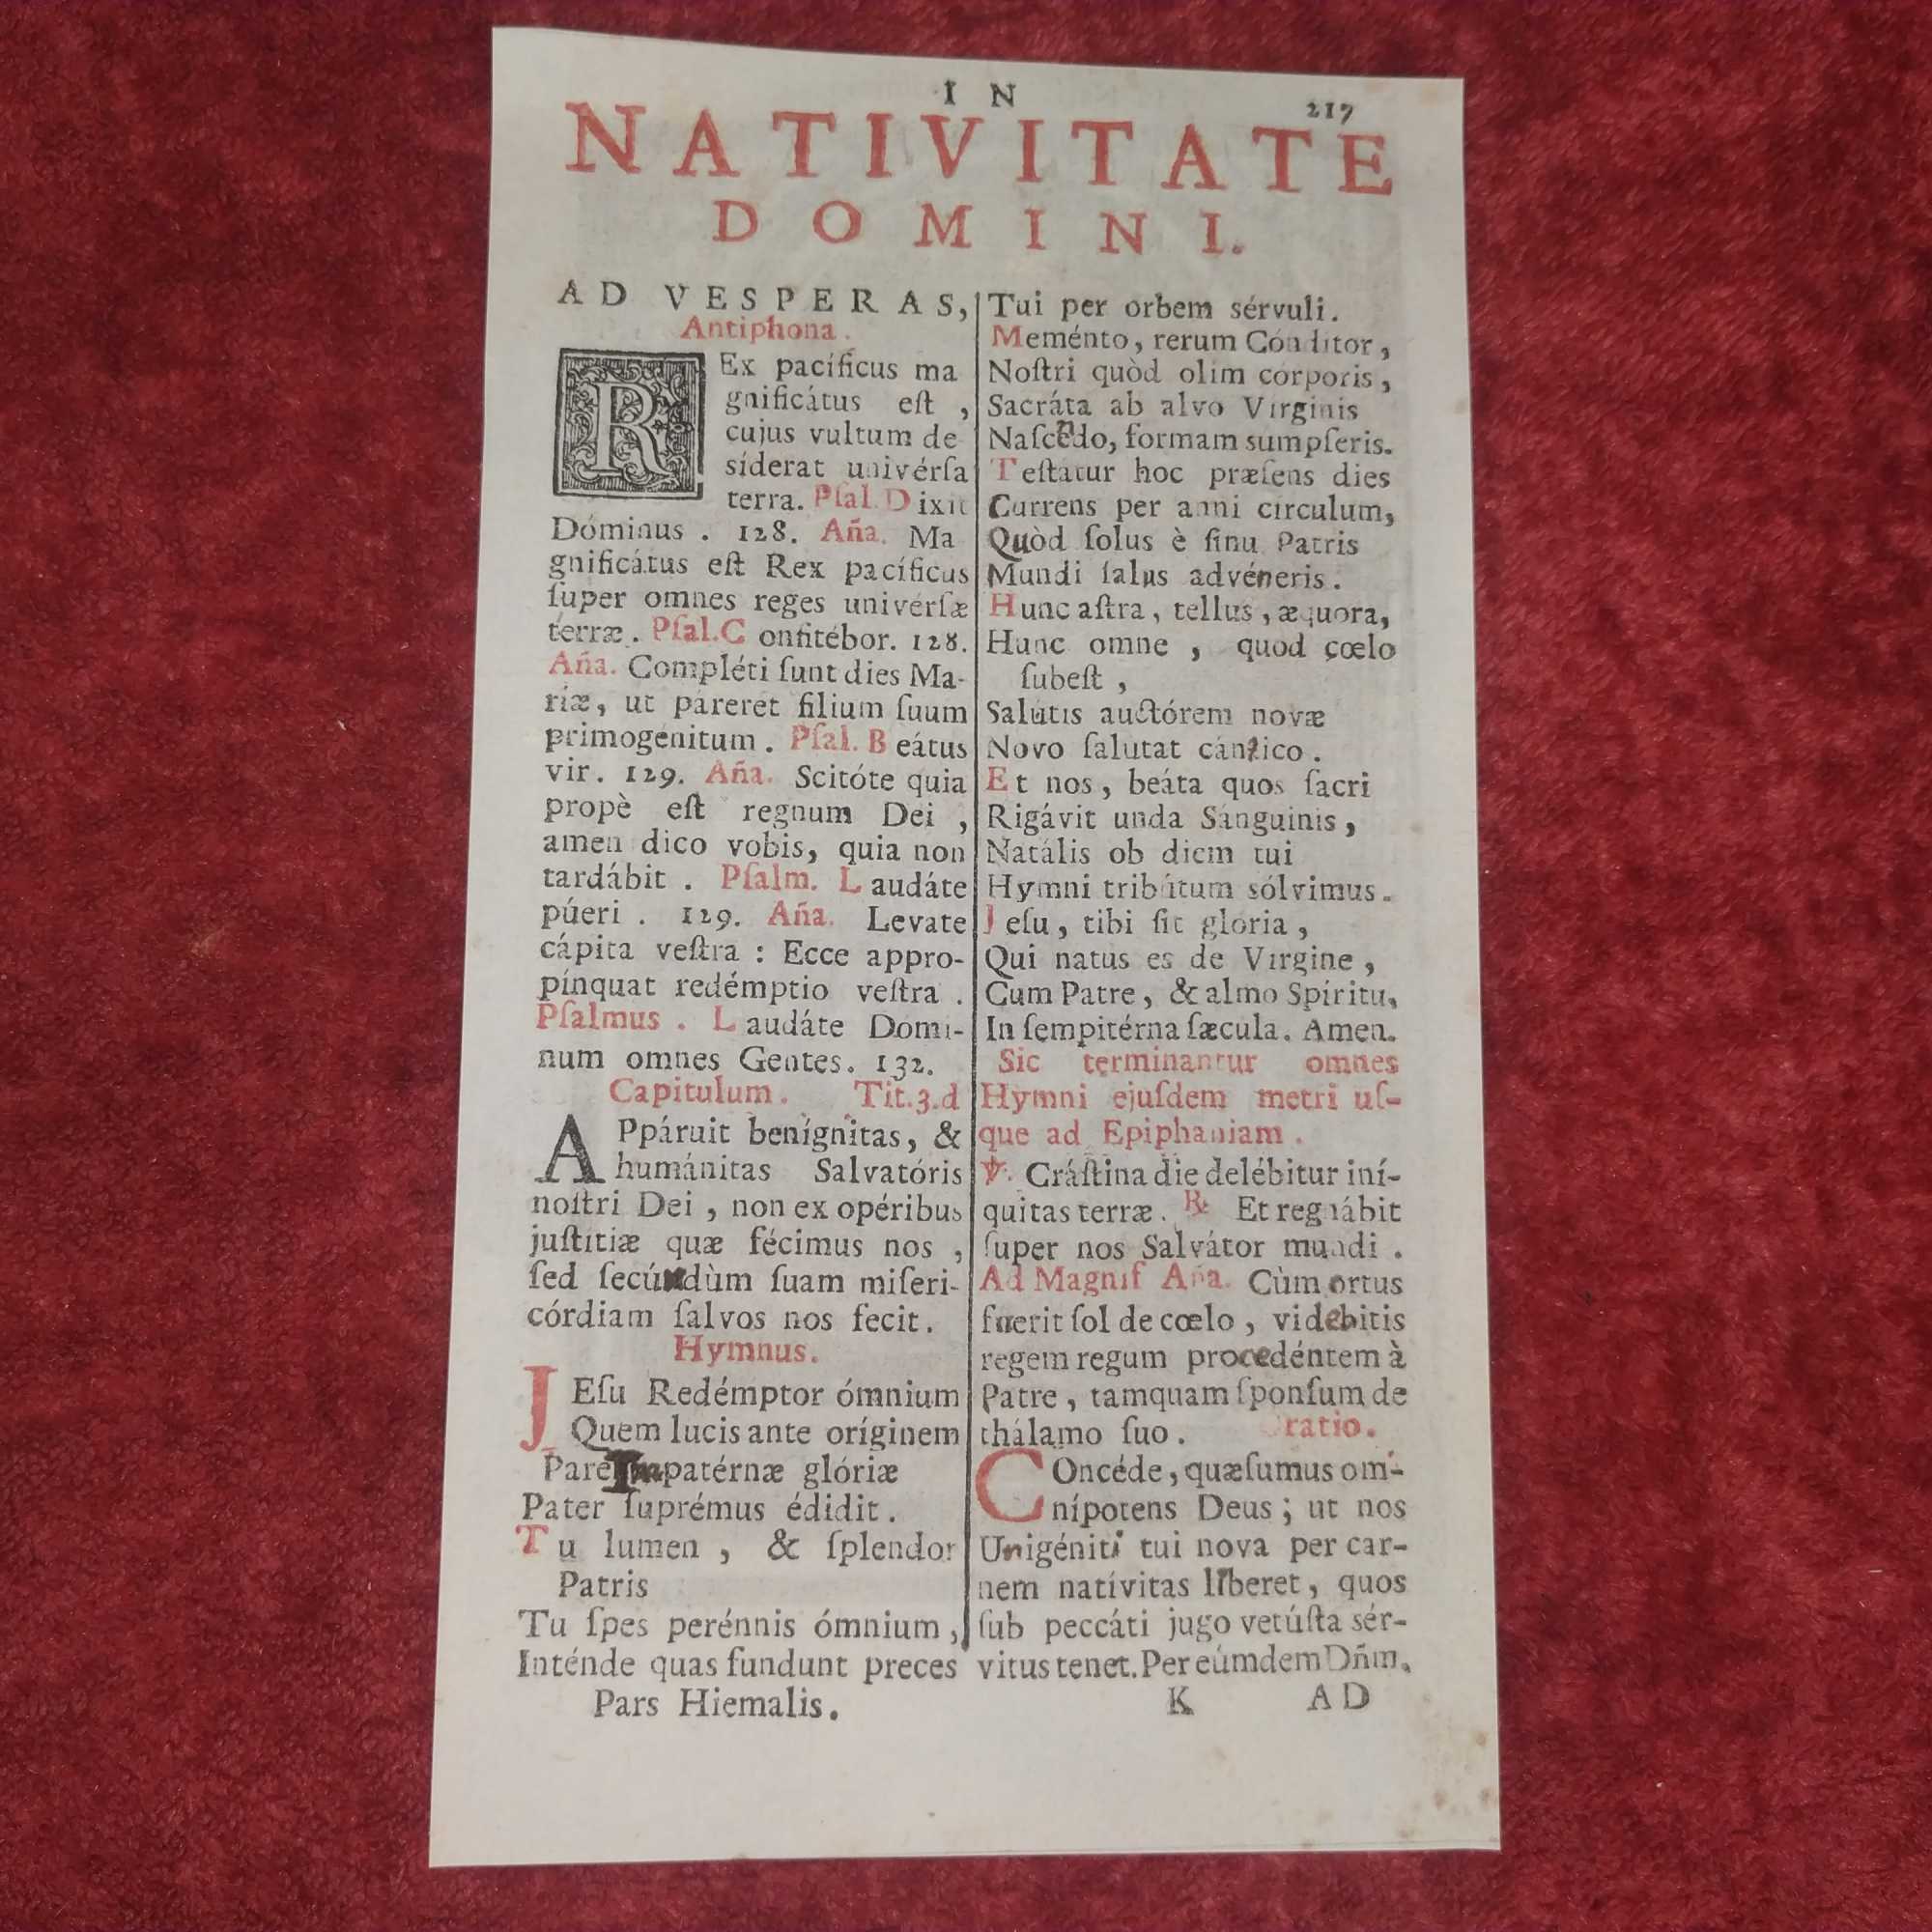 IN
217
NATIVITATE
DOMINI.
AD VESPERAS,
Antiphona.
REx pacíficus ma
gnificátus eſt ,
cujus vultum de
síderat univérſa
terra. Pſal. Dixit
Dóminus . 128. Aña. Ma
gnificátus eſt Rex pacíficus
ſuper omnes reges univérſæ
terræ. Pſal. Confitébor. 128.
Aña. Compléti ſunt dies Ma-
riæ, ut páreret filium ſuum
primogénitum . Pſal. Beátus
vir. 129. Aña. Scitóte quia
propè eſt regnum Dei ,
amen dico vobis, quia non
tardábit . Pſalm. Laudáte
púeri . 129. Aña. Levate
cápita veſtra : Ecce appro-
pínquat redémptio veſtra .
Pſalmus . Laudáte Domi-
num omnes Gentes. 132.
Capitulum. Tit.3.d
APpáruit benígnitas, &
humánitas Salvatóris
noſtri Dei , non ex opéribus
juſtitiæ quæ fécimus nos ,
ſed ſecúndùm ſuam miſeri-
córdiam ſalvos nos fecit.
Hymnus.
JEſu Redémptor ómnium
Quem lucis ante oríginem
patérnæ glóriæ
Pater ſuprémus édidit.
Tu lumen , & ſplendor
Patris
Tu ſpes perénnis ómnium,
Inténde quas fundunt preces
Pars Hiemalis.
Tui per orbem sérvuli.
Meménto, rerum Cónditor,
Noſtri quòd olim córporis,
Sacráta ab alvo Virginis
Naſcendo, formam sumpſeris.
Teſtatur hoc præſens dies
Currens per anni circulum,
Quòd ſolus è ſinu Patris
Mundi ſalus advéneris.
Hunc aſtra, tellus, æquora,
Hunc omne , quod cœlo
ſubeſt ,
Salútis auctórem novæ
Novo ſalutat cántico.
Et nos, beáta quos ſacri
Rigávit unda Sánguinis,
Natális ob diem tui
Hymni tribútum sólvimus.
Jeſu, tibi ſit gloria,
Qui natus es de Virgine,
Cum Patre, & almo Spíritu,
In ſempitérna ſæcula. Amen.
Sic terminantur omnes
Hymni ejuſdem metri uſ-
que ad Epiphaniam .
℣. Cráſtina die delébitur iní-
quitas terræ. ℟. Et regnábit
ſuper nos Salvátor mundi .
Ad Magnif Aña. Cùm ortus
fuerit ſol de cœlo, videbitis
regem regum procedéntem à
Patre, tamquam ſponſum de
thálamo ſuo. Oratio.
COncéde, quæſumus om-
nípotens Deus; ut nos
Unigéniti tui nova per car-
nem natívitas lîberet, quos
ſub peccáti jugo vetúſta sér-
vitus tenet. Per eúmdem Dñm.
K AD